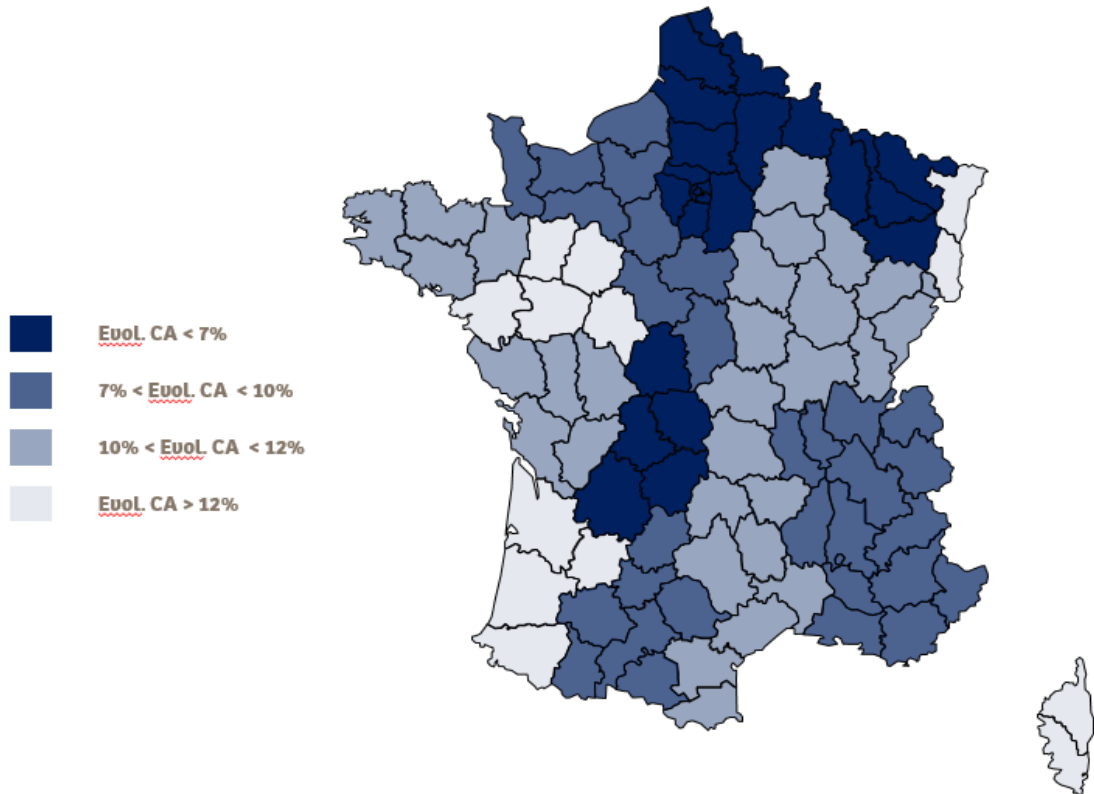 Evol. CA < 7%
7% < Evol. CA < 10%
10% < Evol. CA < 12%
Evol. CA > 12%